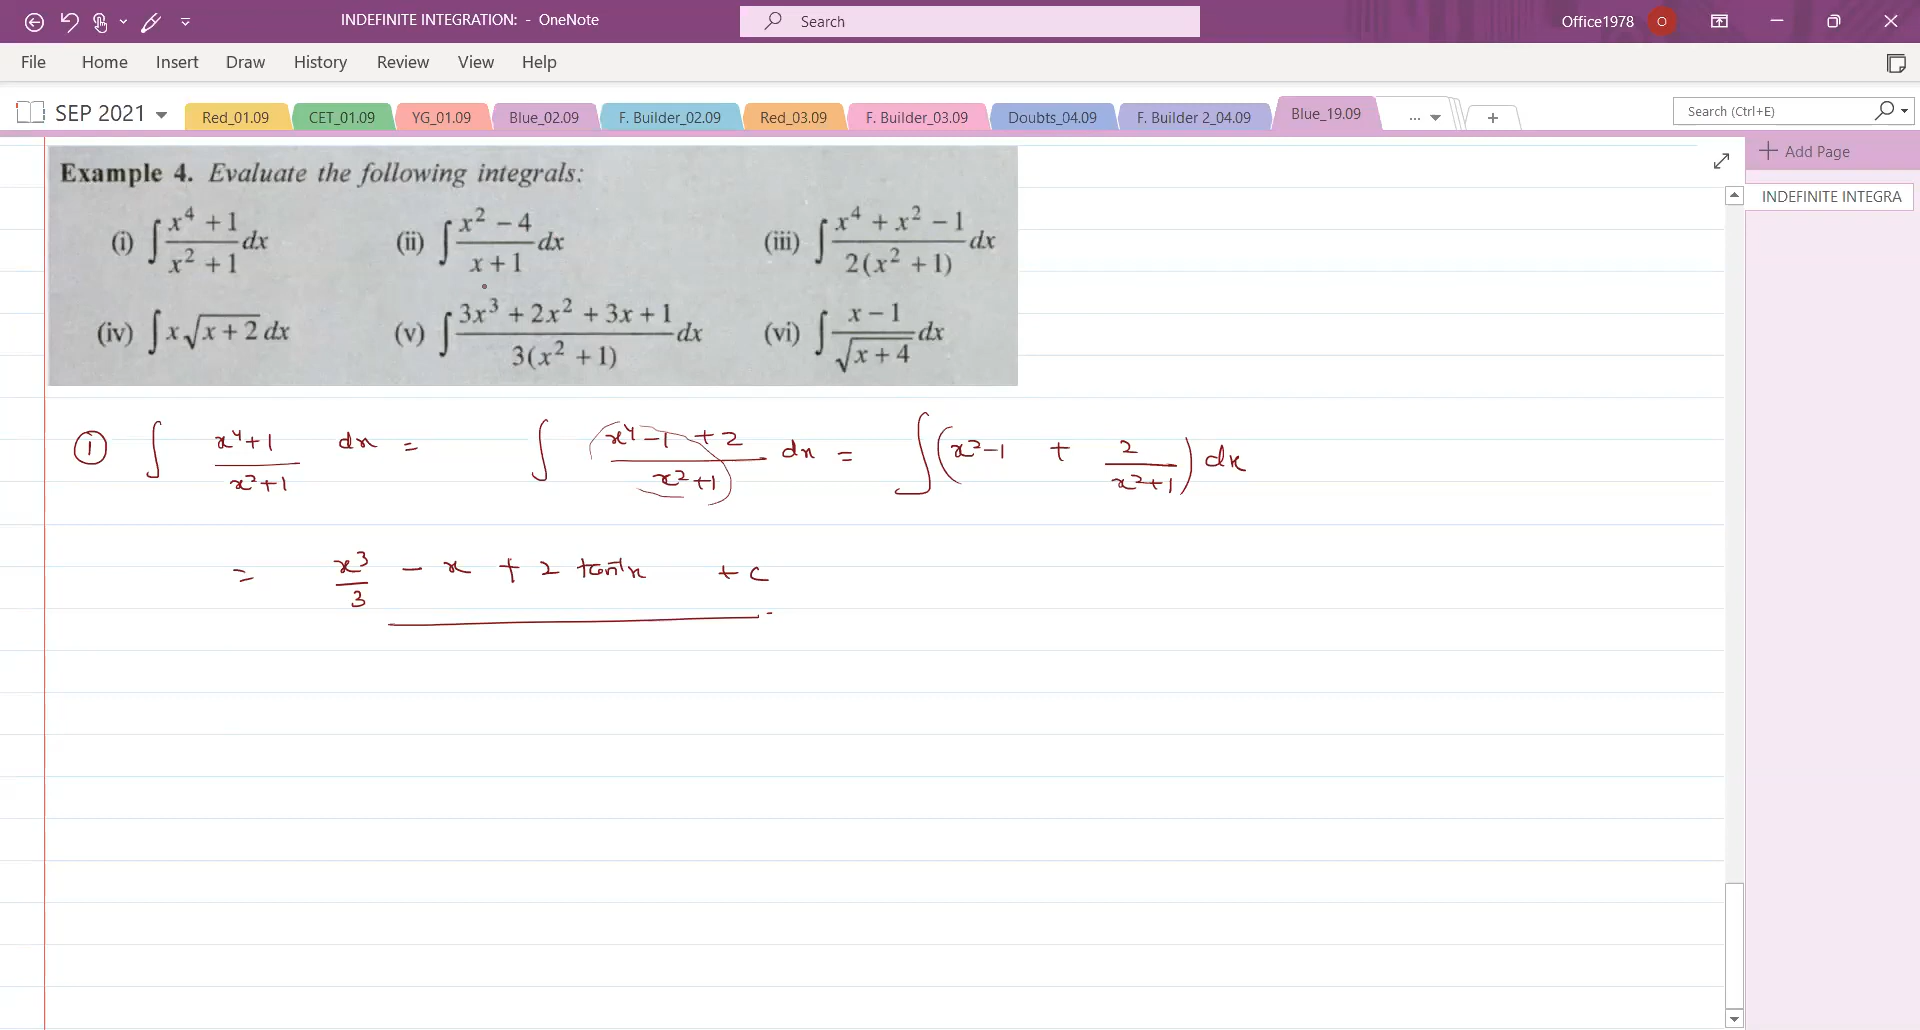 INDEFINITE INTEGRATION: - OneNote
Search
Office1978
O
File Home Insert Draw History Review View Help
SEP 2021
Red_01.09 CET_01.09 YG_01.09 Blue_02.09 F. Builder_02.09 Red_03.09 F. Builder_03.09 Doubts_04.09 F. Builder 2_04.09 Blue_19.09 ... +
Search (Ctrl+E)
Add Page
INDEFINITE INTEGRA
Example 4. Evaluate the following integrals:
(i) ∫ (x⁴ + 1)/(x² + 1) dx (ii) ∫ (x² − 4)/(x + 1) dx (iii) ∫ (x⁴ + x² − 1)/(2(x² + 1)) dx
(iv) ∫ x√(x + 2) dx (v) ∫ (3x³ + 2x² + 3x + 1)/(3(x² + 1)) dx (vi) ∫ (x − 1)/√(x + 4) dx
① ∫ (x⁴+1)/(x²+1) dx = ∫ (x⁴−1+2)/(x²+1) dx = ∫ (x²−1 + 2/(x²+1)) dx
= x³/3 − x + 2 tan⁻¹x + c